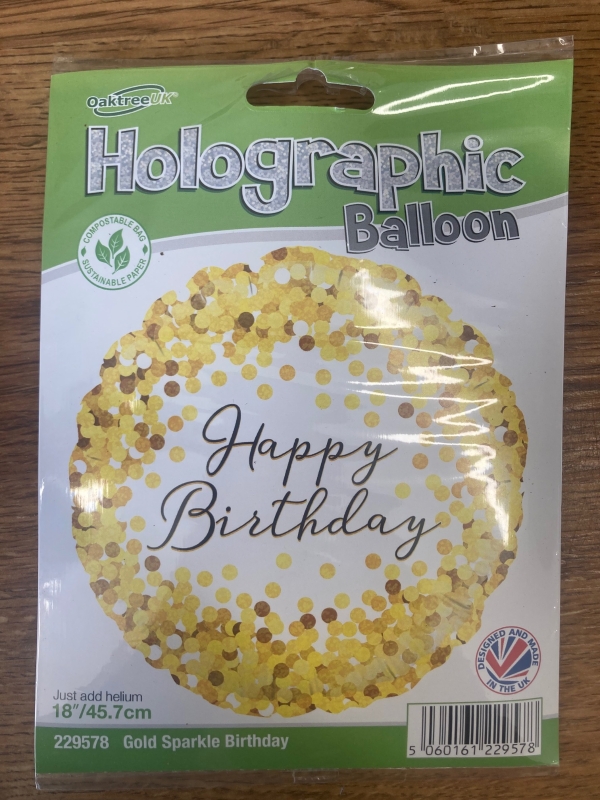 OaktreeUK
Holographic
Balloon
COMPOSTABLE BAG
SUSTAINABLE PAPER
Happy
Birthday
DESIGNED AND MADE
IN THE UK
Just add helium
18"/45.7cm
229578 Gold Sparkle Birthday
5 060161 229578